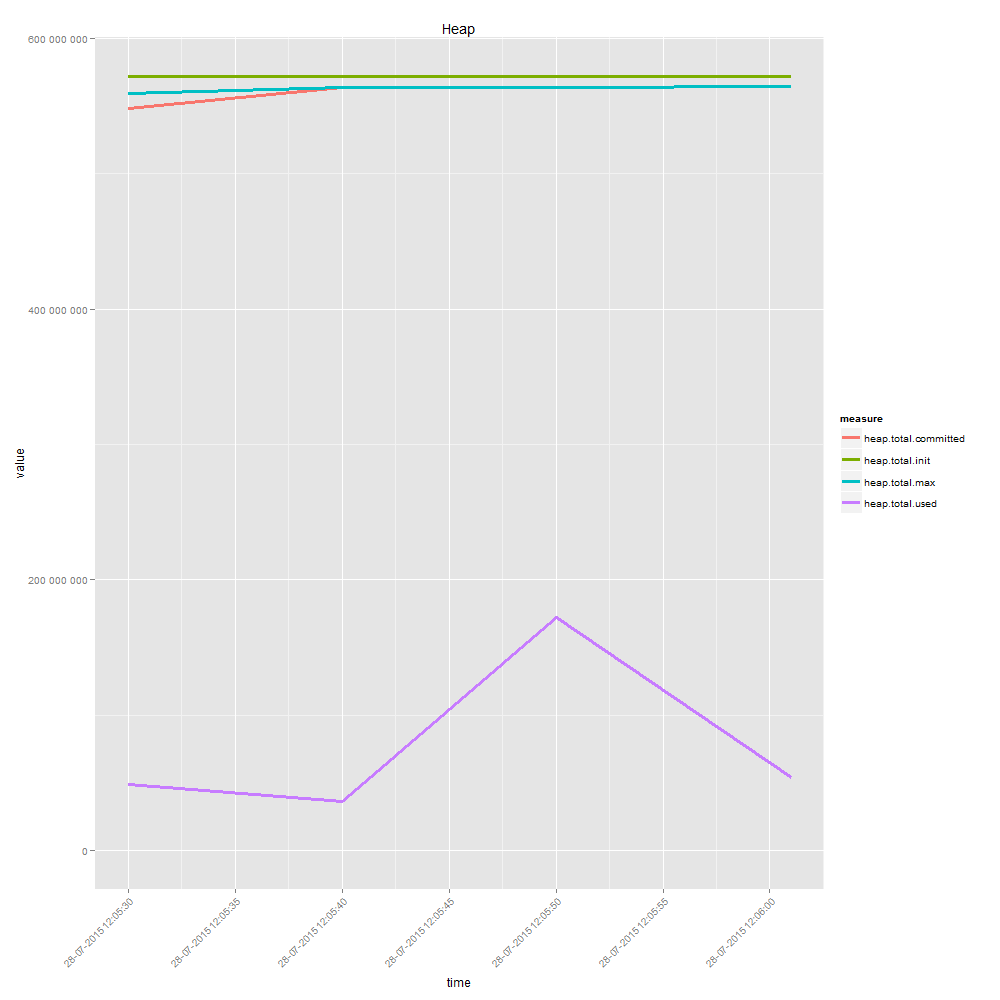 Heap
600 000 000
400 000 000
200 000 000
0
value
28-07-2015 12:05:30
28-07-2015 12:05:35
28-07-2015 12:05:40
28-07-2015 12:05:45
28-07-2015 12:05:50
28-07-2015 12:05:55
28-07-2015 12:06:00
time
measure
heap.total.committed
heap.total.init
heap.total.max
heap.total.used